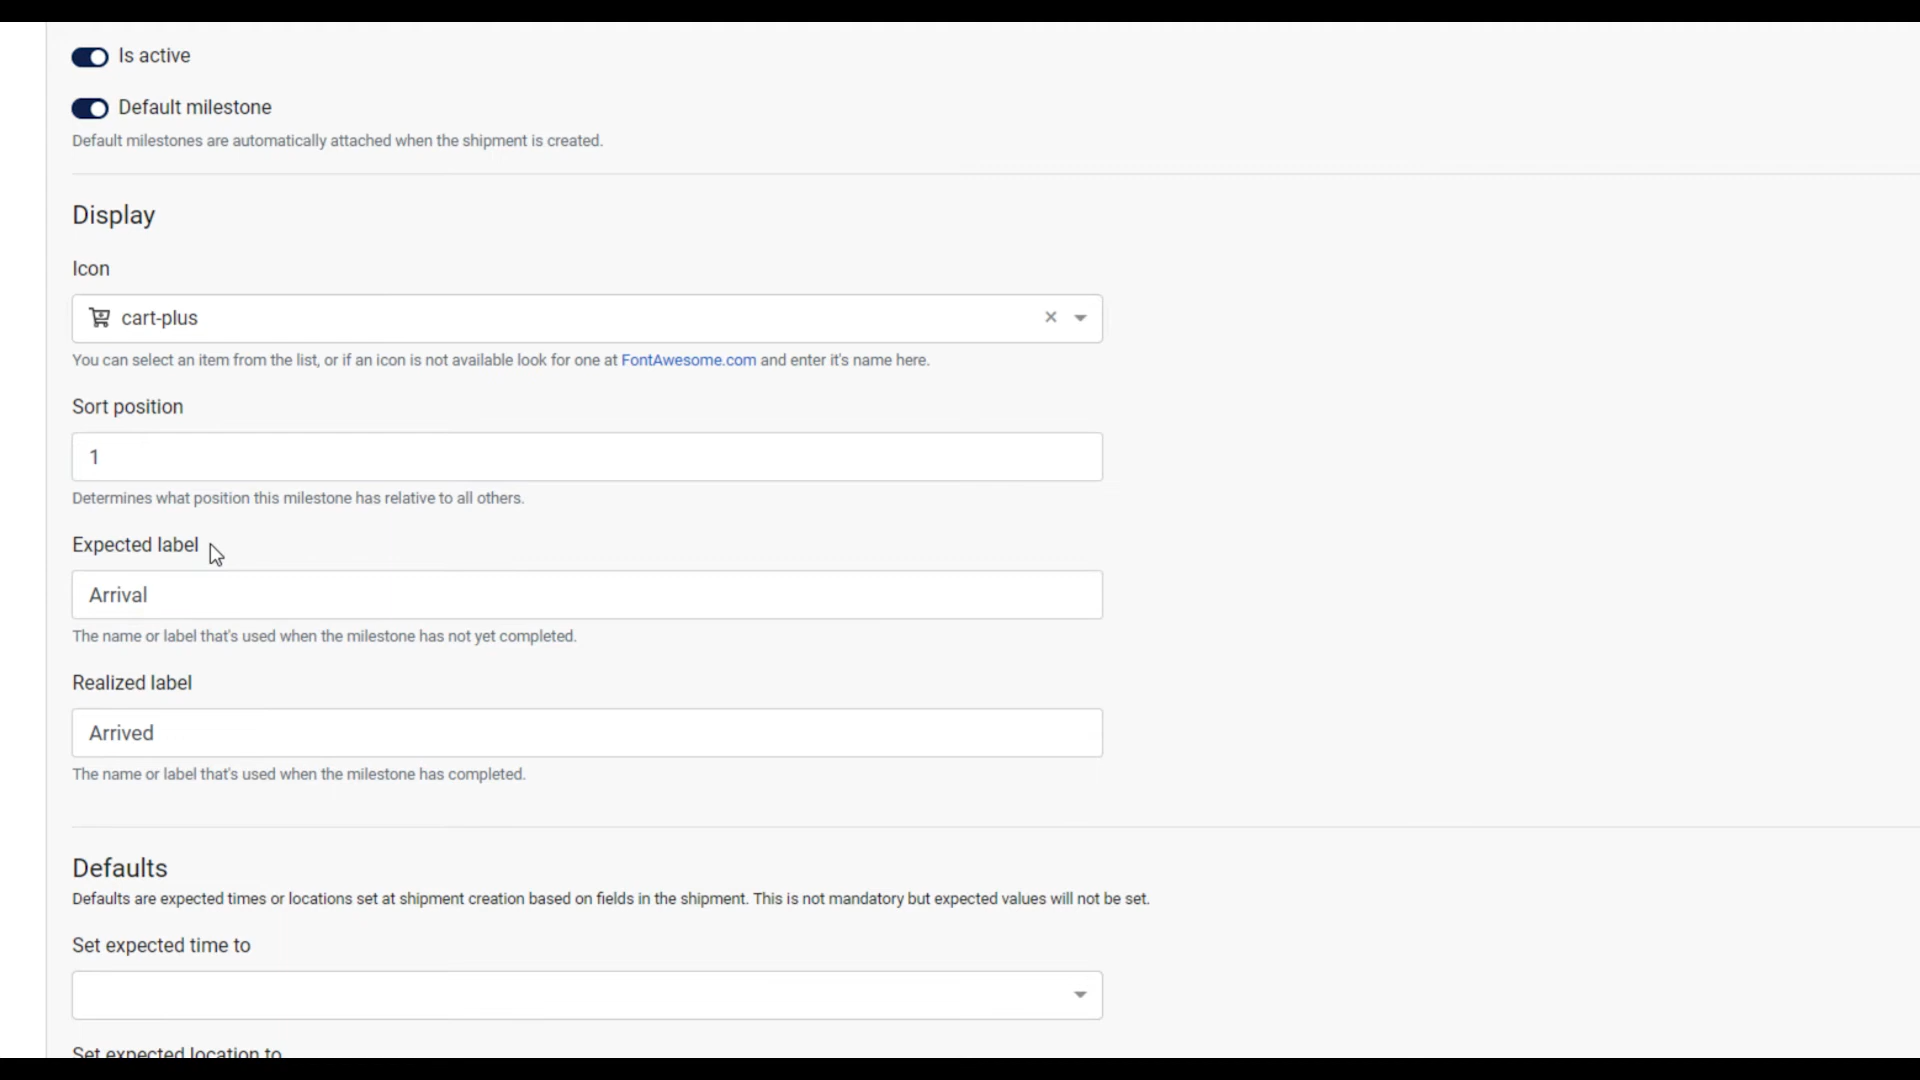 Is active
Default milestone
Default milestones are automatically attached when the shipment is created.
Display
Icon
cart-plus
You can select an item from the list, or if an icon is not available look for one at FontAwesome.com and enter it's name here.
Sort position
1
Determines what position this milestone has relative to all others.
Expected label
Arrival
The name or label that's used when the milestone has not yet completed.
Realized label
Arrived
The name or label that's used when the milestone has completed.
Defaults
Defaults are expected times or locations set at shipment creation based on fields in the shipment. This is not mandatory but expected values will not be set.
Set expected time to
Set expected location to